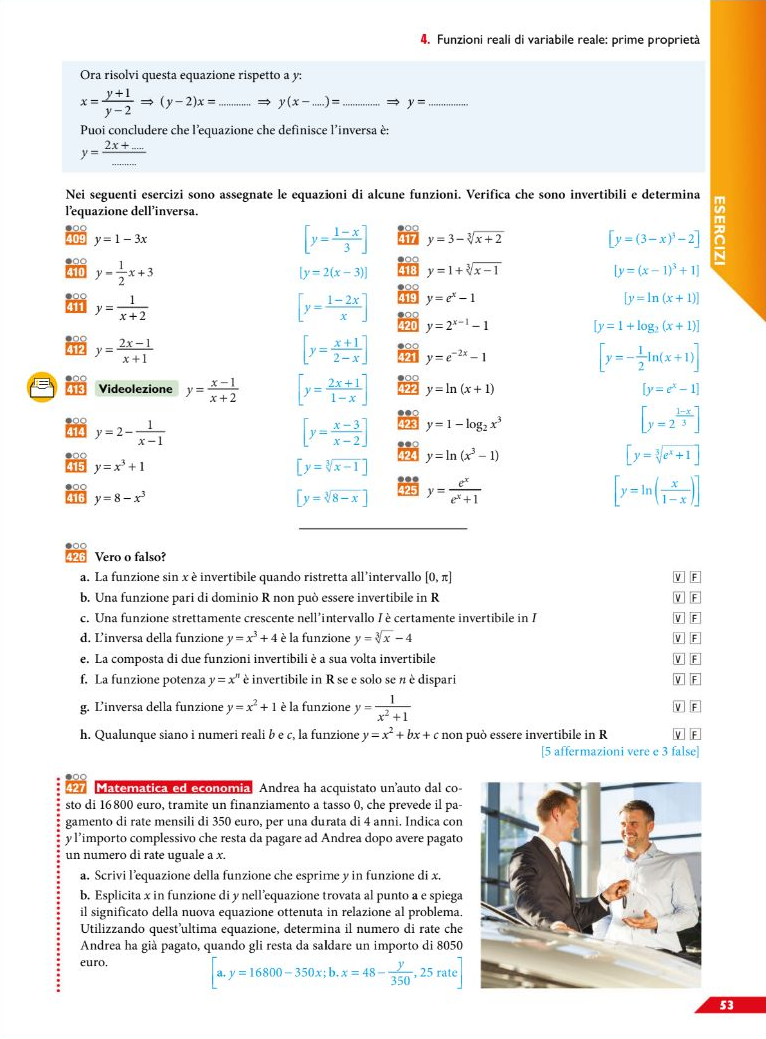 4. Funzioni reali di variabile reale: prime proprietà
Ora risolvi questa equazione rispetto a y:
x = (y+1)/(y−2) ⇒ (y − 2)x = ............. ⇒ y(x − .....) = ............... ⇒ y = ................
Puoi concludere che l'equazione che definisce l'inversa è:
y = (2x + .....)/..........
Nei seguenti esercizi sono assegnate le equazioni di alcune funzioni. Verifica che sono invertibili e determina
l'equazione dell'inversa.
409 y = 1 − 3x [y = (1−x)/3]
410 y = 1/2 x + 3 [y = 2(x − 3)]
411 y = 1/(x+2) [y = (1−2x)/x]
412 y = (2x−1)/(x+1) [y = (x+1)/(2−x)]
413 Videolezione y = (x−1)/(x+2) [y = (2x+1)/(1−x)]
414 y = 2 − 1/(x−1) [y = (x−3)/(x−2)]
415 y = x³ + 1 [y = ∛(x−1)]
416 y = 8 − x³ [y = ∛(8−x)]
417 y = 3 − ∛(x+2) [y = (3−x)³ − 2]
418 y = 1 + ∛(x−1) [y = (x − 1)³ + 1]
419 y = eˣ − 1 [y = ln (x + 1)]
420 y = 2^(x−1) − 1 [y = 1 + log₂ (x + 1)]
421 y = e^(−2x) − 1 [y = −1/2 ln(x+1)]
422 y = ln (x + 1) [y = eˣ − 1]
423 y = 1 − log₂ x³ [y = 2^((1−x)/3)]
424 y = ln (x³ − 1) [y = ∛(eˣ+1)]
425 y = eˣ/(eˣ+1) [y = ln (x/(1−x))]
ESERCIZI
426 Vero o falso?
a. La funzione sin x è invertibile quando ristretta all'intervallo [0, π] V F
b. Una funzione pari di dominio R non può essere invertibile in R V F
c. Una funzione strettamente crescente nell'intervallo I è certamente invertibile in I V F
d. L'inversa della funzione y = x³ + 4 è la funzione y = ∛x − 4 V F
e. La composta di due funzioni invertibili è a sua volta invertibile V F
f. La funzione potenza y = xⁿ è invertibile in R se e solo se n è dispari V F
g. L'inversa della funzione y = x² + 1 è la funzione y = 1/(x²+1) V F
h. Qualunque siano i numeri reali b e c, la funzione y = x² + bx + c non può essere invertibile in R V F
[5 affermazioni vere e 3 false]
427 Matematica ed economia Andrea ha acquistato un'auto dal co-
sto di 16 800 euro, tramite un finanziamento a tasso 0, che prevede il pa-
gamento di rate mensili di 350 euro, per una durata di 4 anni. Indica con
y l'importo complessivo che resta da pagare ad Andrea dopo avere pagato
un numero di rate uguale a x.
a. Scrivi l'equazione della funzione che esprime y in funzione di x.
b. Esplicita x in funzione di y nell'equazione trovata al punto a e spiega
il significato della nuova equazione ottenuta in relazione al problema.
Utilizzando quest'ultima equazione, determina il numero di rate che
Andrea ha già pagato, quando gli resta da saldare un importo di 8050
euro.
[a. y = 16800 − 350x; b. x = 48 − y/350, 25 rate]
53